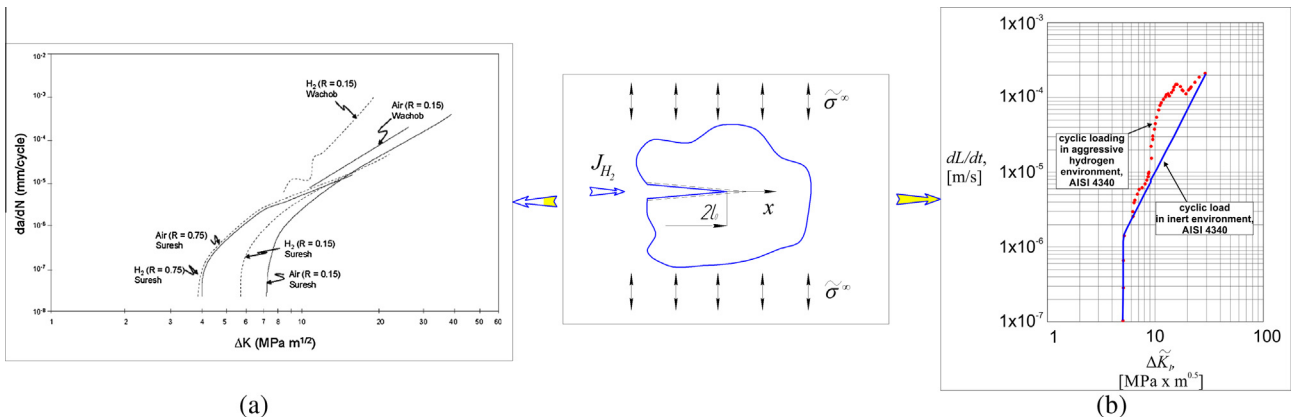 10⁻²
10⁻³
10⁻⁴
10⁻⁵
10⁻⁶
10⁻⁷
10⁻⁸
da/dN (mm/cycle)
H₂ (R = 0.15)
Wachob
Air (R = 0.15)
Wachob
Air (R = 0.75)
Suresh
H₂ (R = 0.75)
Suresh
H₂ (R = 0.15)
Suresh
Air (R = 0.15)
Suresh
1 2 3 4 5 6 7 8 10 20 30 40 50 60
ΔK (MPa m^1/2)
(a)
σ̃^∞
J_H₂
x
2l₀
σ̃^∞
1x10⁻³
1x10⁻⁴
1x10⁻⁵
1x10⁻⁶
1x10⁻⁷
dL/dt,
[m/s]
cyclic loading
in aggressive
hydrogen
environment,
AISI 4340
cyclic load
in inert environment,
AISI 4340
1 10 100
ΔK̃_I,
[MPa x m^0.5]
(b)